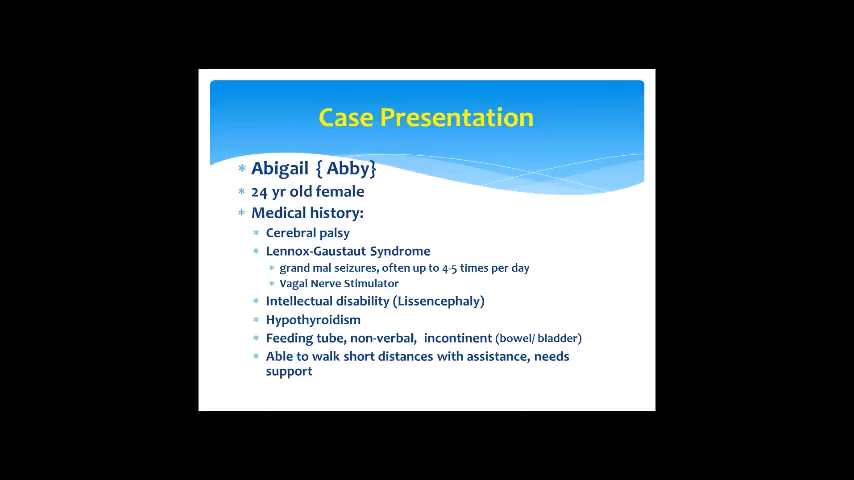 Case Presentation
* Abigail { Abby}
* 24 yr old female
* Medical history:
* Cerebral palsy
* Lennox-Gaustaut Syndrome
* grand mal seizures, often up to 4-5 times per day
* Vagal Nerve Stimulator
* Intellectual disability (Lissencephaly)
* Hypothyroidism
* Feeding tube, non-verbal, incontinent (bowel/ bladder)
* Able to walk short distances with assistance, needs
support